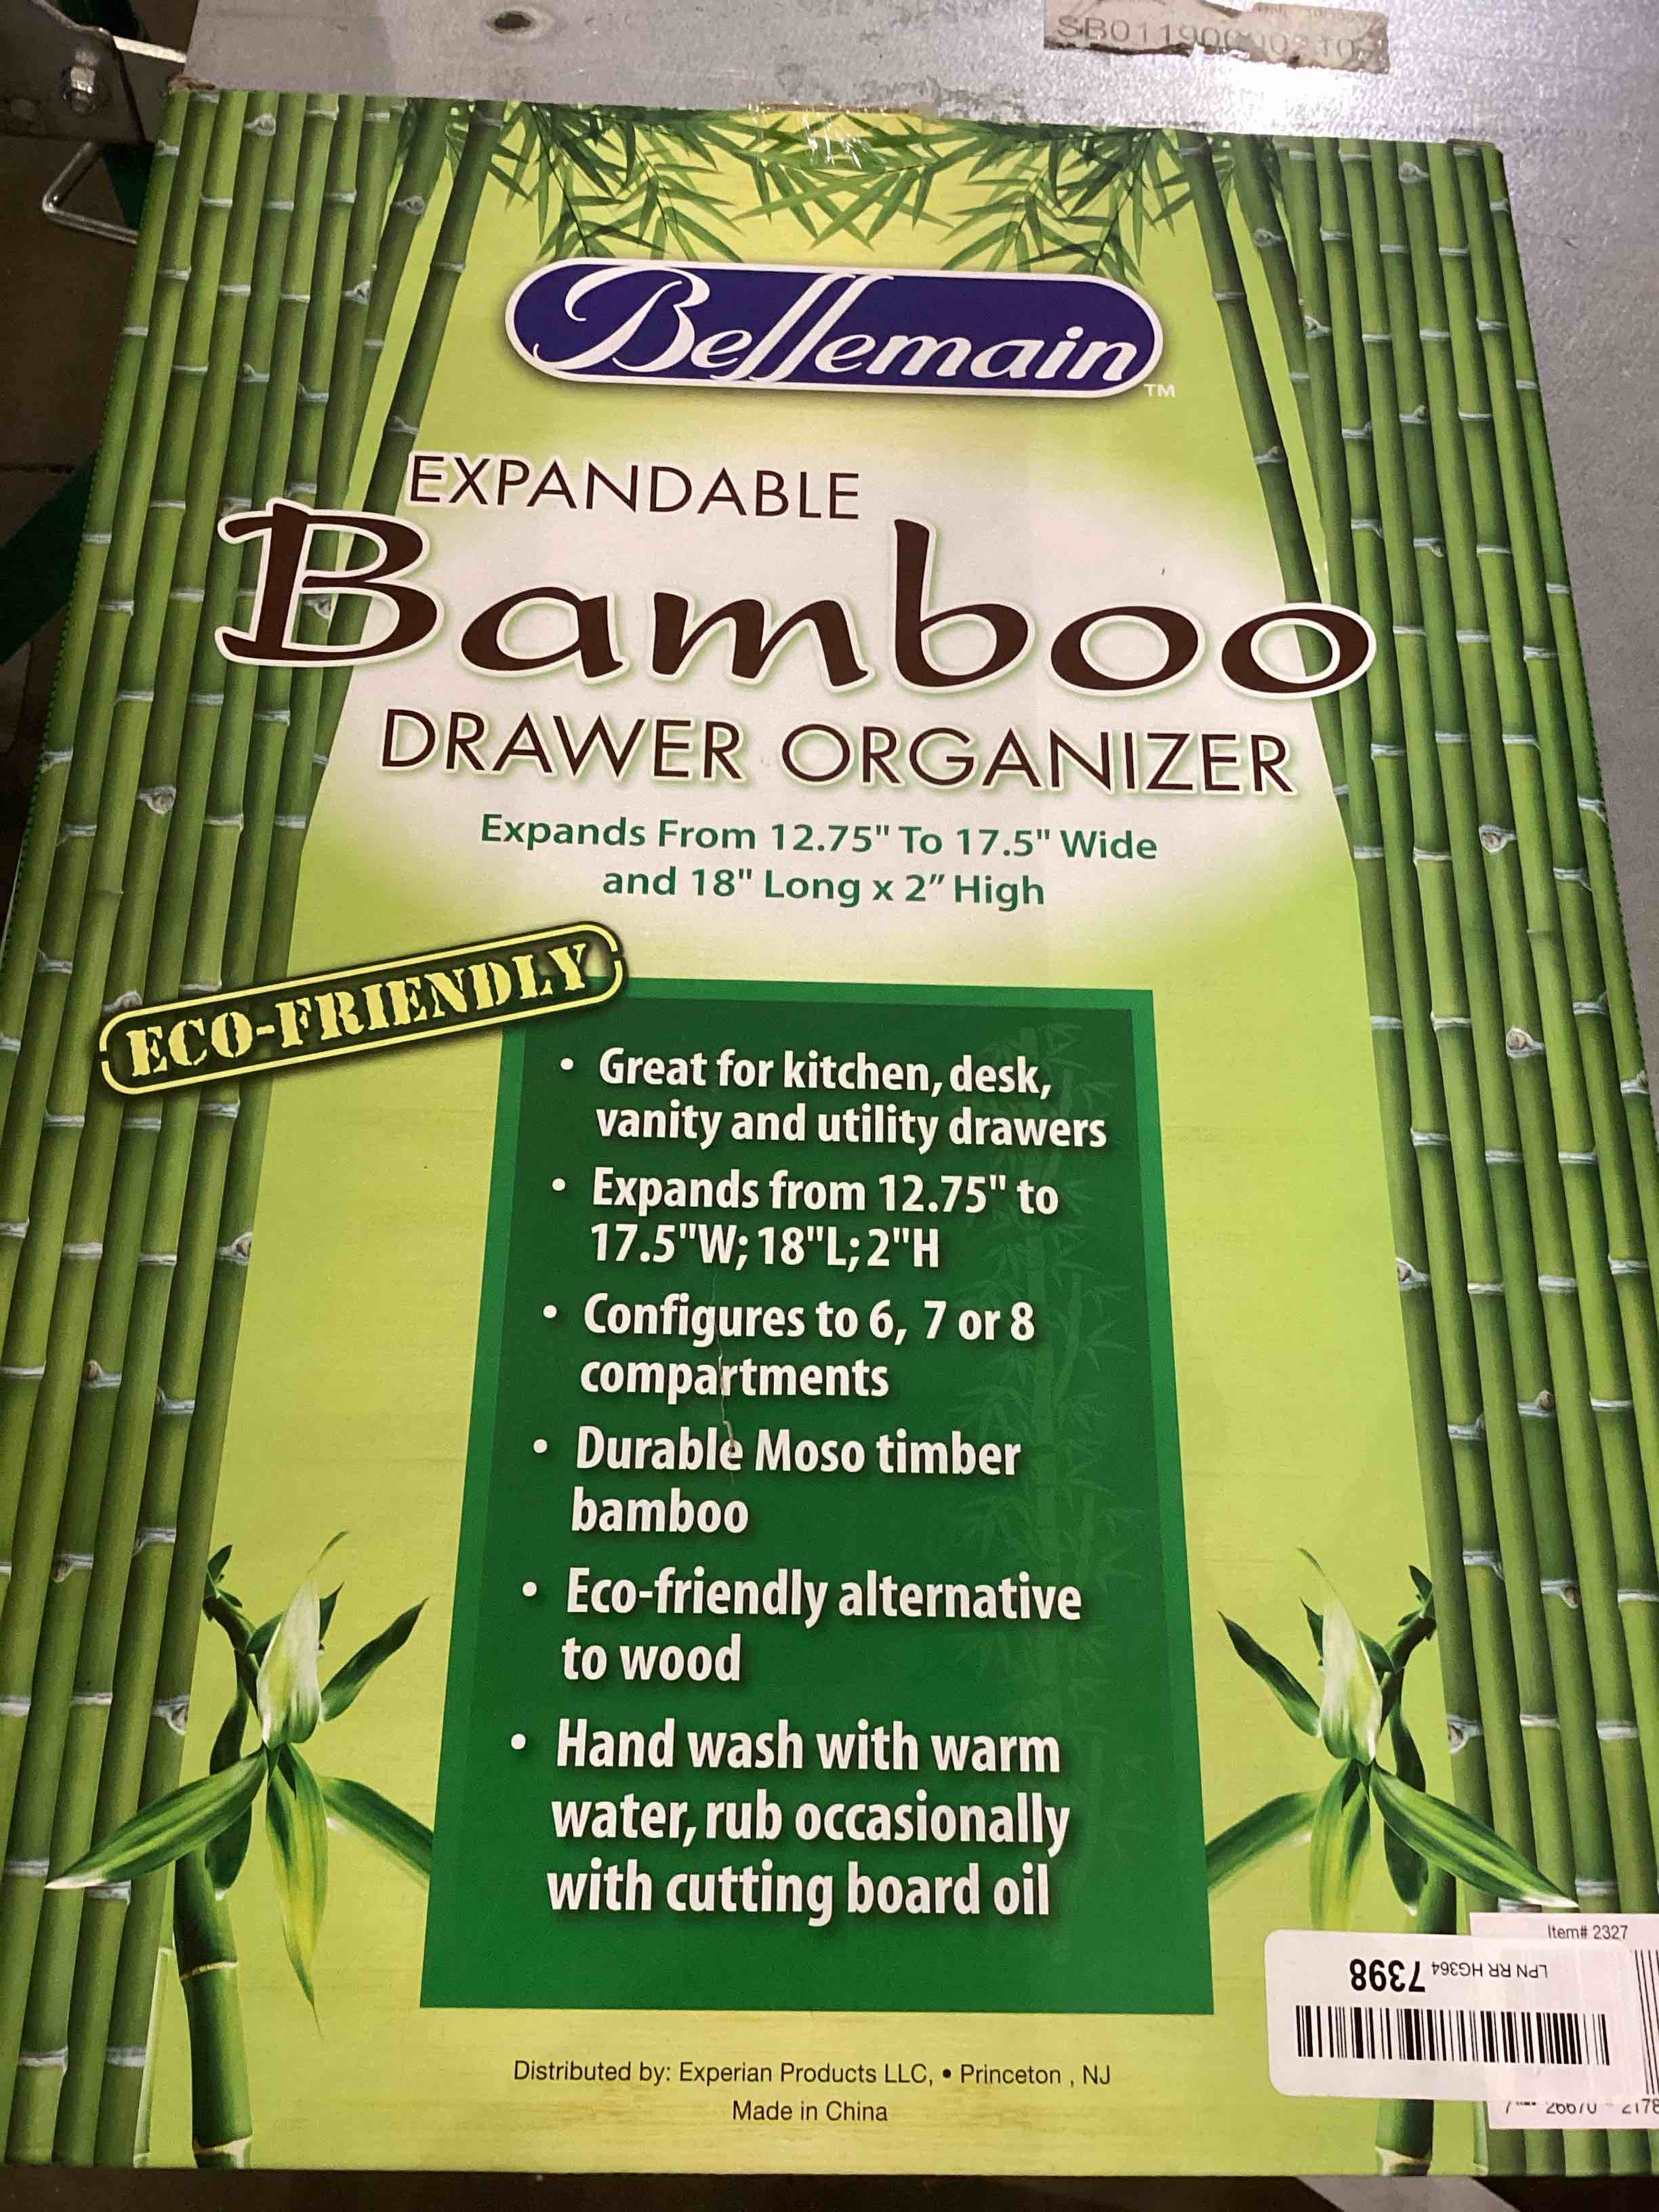 Bellemain
TM
EXPANDABLE
Bamboo
DRAWER ORGANIZER
Expands From 12.75" To 17.5" Wide
and 18" Long x 2” High
ECO-FRIENDLY
• Great for kitchen, desk,
vanity and utility drawers
• Expands from 12.75" to
17.5"W; 18"L; 2"H
• Configures to 6, 7 or 8
compartments
• Durable Moso timber
bamboo
• Eco-friendly alternative
to wood
• Hand wash with warm
water, rub occasionally
with cutting board oil
Item# 2327
LPN RR HG364 7398
Distributed by: Experian Products LLC, • Princeton , NJ
Made in China